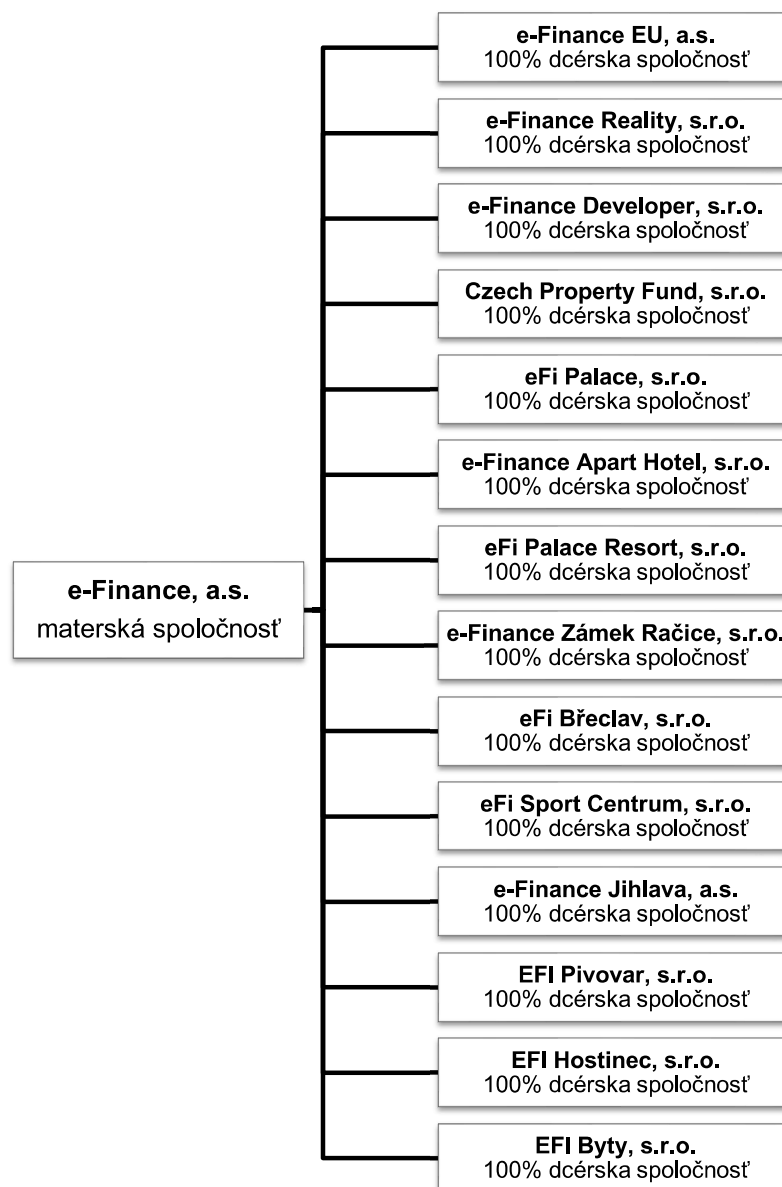 e-Finance EU, a.s.
100% dcérska spoločnosť
e-Finance Reality, s.r.o.
100% dcérska spoločnosť
e-Finance Developer, s.r.o.
100% dcérska spoločnosť
Czech Property Fund, s.r.o.
100% dcérska spoločnosť
eFi Palace, s.r.o.
100% dcérska spoločnosť
e-Finance Apart Hotel, s.r.o.
100% dcérska spoločnosť
eFi Palace Resort, s.r.o.
100% dcérska spoločnosť
e-Finance, a.s.
materská spoločnosť
e-Finance Zámek Račice, s.r.o.
100% dcérska spoločnosť
eFi Břeclav, s.r.o.
100% dcérska spoločnosť
eFi Sport Centrum, s.r.o.
100% dcérska spoločnosť
e-Finance Jihlava, a.s.
100% dcérska spoločnosť
EFI Pivovar, s.r.o.
100% dcérska spoločnosť
EFI Hostinec, s.r.o.
100% dcérska spoločnosť
EFI Byty, s.r.o.
100% dcérska spoločnosť